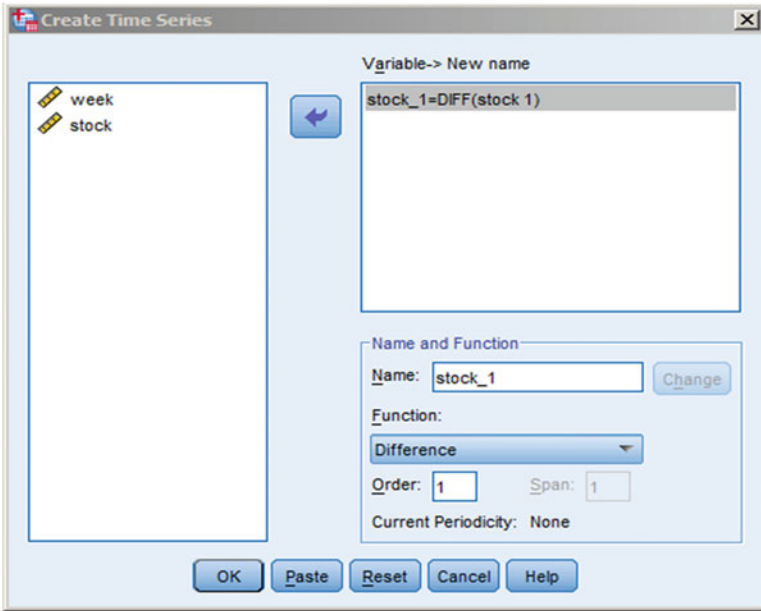 Create Time Series
Variable-> New name
week
stock
stock_1=DIFF(stock 1)
Name and Function
Name: stock_1 Change
Function:
Difference
Order: 1 Span: 1
Current Periodicity: None
OK Paste Reset Cancel Help